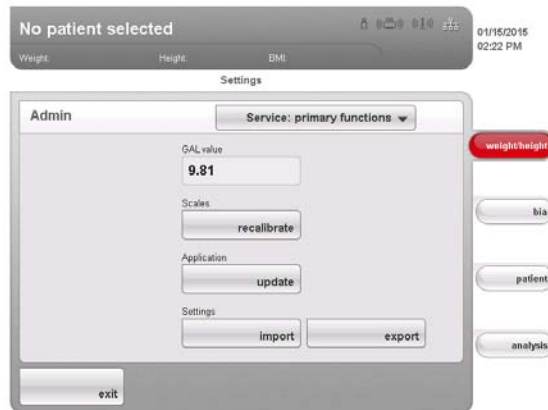 No patient selected
01/15/2015
02:22 PM
Weight: Height: BMI:
Settings
Admin
Service: primary functions
GAL value
9.81
Scales
recalibrate
Application
update
Settings
import export
exit
weight/height
bia
patient
analysis